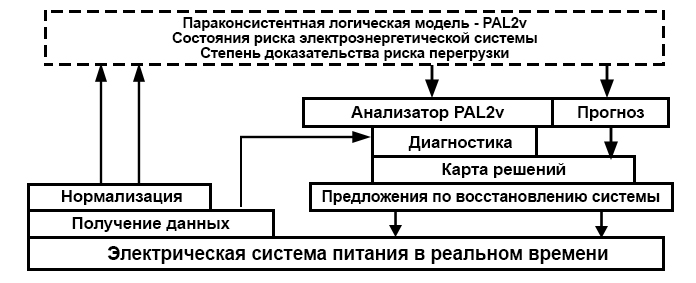 Параконсистентная логическая модель - PAL2v
Состояния риска электроэнергетической системы
Степень доказательства риска перегрузки
Анализатор PAL2v
Прогноз
Диагностика
Карта решений
Нормализация
Предложения по восстановлению системы
Получение данных
Электрическая система питания в реальном времени